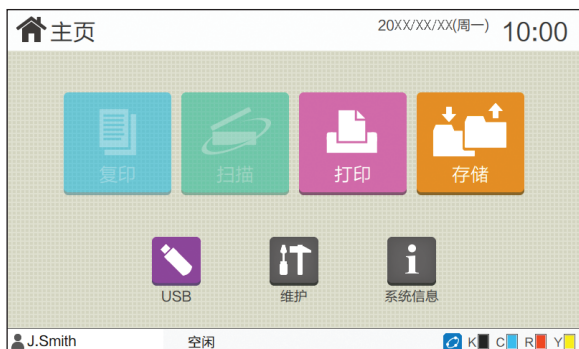 主页 20XX/XX/XX(周一) 10:00
复印 扫描 打印 存储
USB 维护 系统信息
J.Smith 空闲 K C R Y